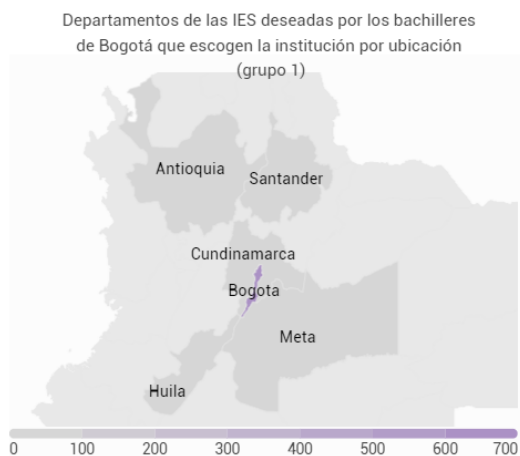 Departamentos de las IES deseadas por los bachilleres
de Bogotá que escogen la institución por ubicación
(grupo 1)
Antioquia
Santander
Cundinamarca
Bogota
Meta
Huila
0 100 200 300 400 500 600 700